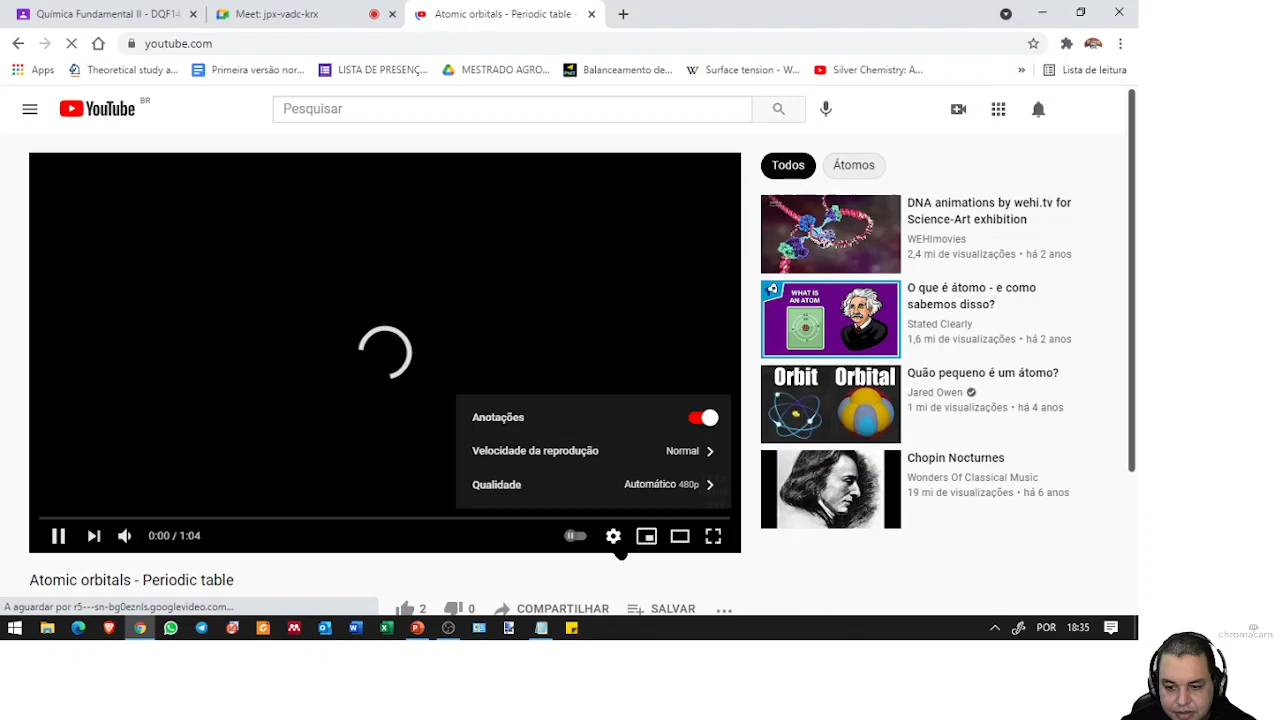 Química Fundamental II - DQF14
Meet: jpx-vadc-krx
Atomic orbitals - Periodic table -
youtube.com
Apps
Theoretical study a...
Primeira versão nor...
LISTA DE PRESENÇ...
MESTRADO AGRO...
Balanceamento de...
Surface tension - W...
Silver Chemistry: A...
»
Lista de leitura
YouTube BR
Pesquisar
Todos
Átomos
DNA animations by wehi.tv for
Science-Art exhibition
WEHImovies
2,4 mi de visualizações • há 2 anos
WHAT IS
AN ATOM
O que é átomo - e como
sabemos disso?
Stated Clearly
1,6 mi de visualizações • há 2 anos
Orbit Orbital
Quão pequeno é um átomo?
Jared Owen
1 mi de visualizações • há 4 anos
Chopin Nocturnes
Wonders Of Classical Music
19 mi de visualizações • há 6 anos
Anotações
Velocidade da reprodução Normal
Qualidade Automático 480p
0:00 / 1:04
Atomic orbitals - Periodic table
A aguardar por r5---sn-bg0eznls.googlevideo.com...
2
0
COMPARTILHAR
SALVAR
POR
18:35
chromacam